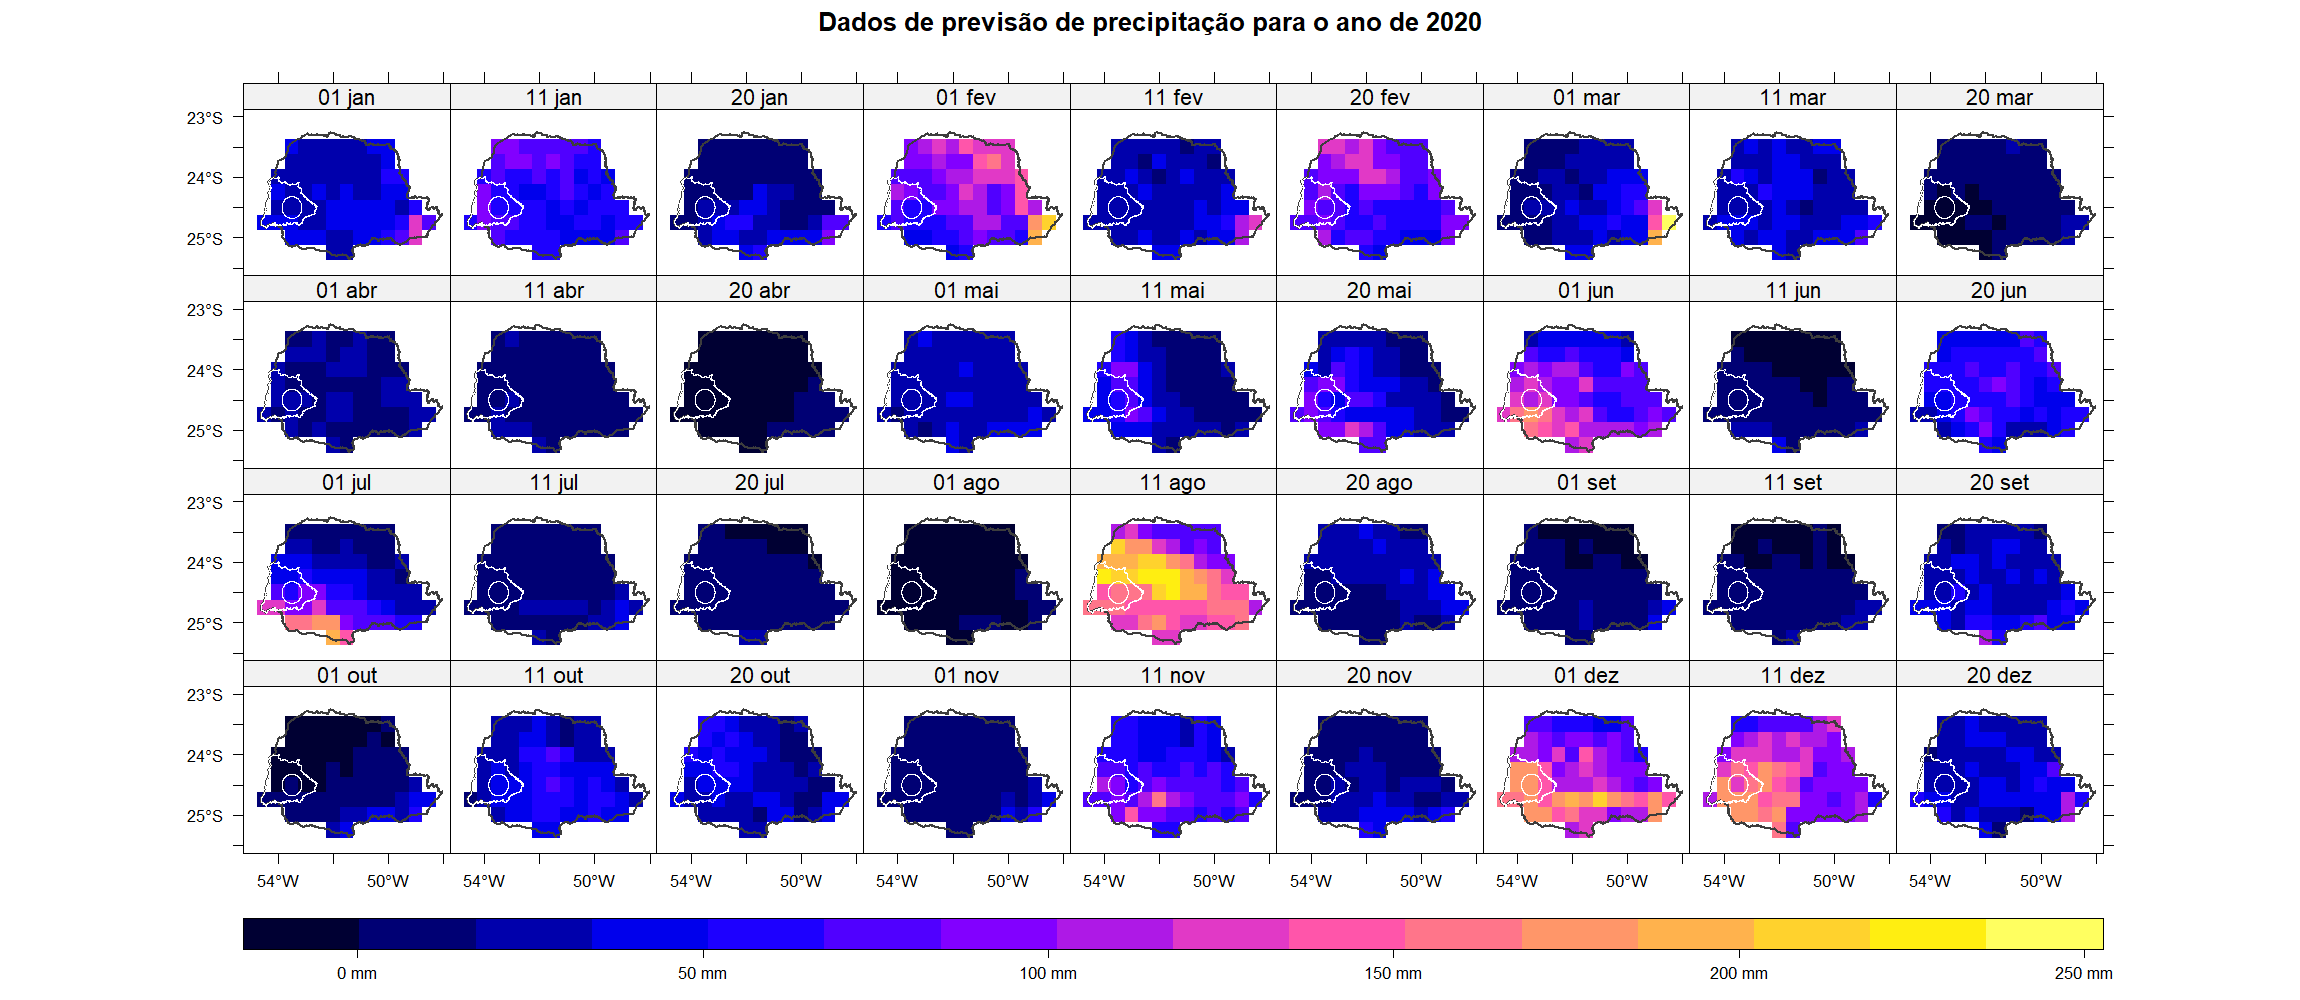 Dados de previsão de precipitação para o ano de 2020
01 jan 11 jan 20 jan 01 fev 11 fev 20 fev 01 mar 11 mar 20 mar
23°S
24°S
25°S
01 abr 11 abr 20 abr 01 mai 11 mai 20 mai 01 jun 11 jun 20 jun
23°S
24°S
25°S
01 jul 11 jul 20 jul 01 ago 11 ago 20 ago 01 set 11 set 20 set
23°S
24°S
25°S
01 out 11 out 20 out 01 nov 11 nov 20 nov 01 dez 11 dez 20 dez
23°S
24°S
25°S
54°W 50°W 54°W 50°W 54°W 50°W 54°W 50°W 54°W 50°W 54°W 50°W 54°W 50°W 54°W 50°W 54°W 50°W
0 mm 50 mm 100 mm 150 mm 200 mm 250 mm